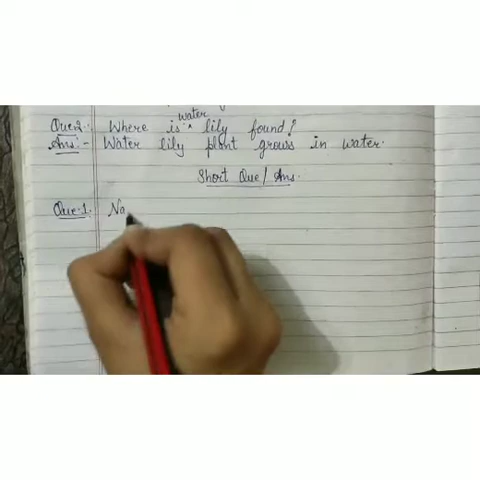 Que:2. Where is ^water lily found?
Ans:- Water lily plant grows in water.
Short Que/Ans.
Que:1. Na